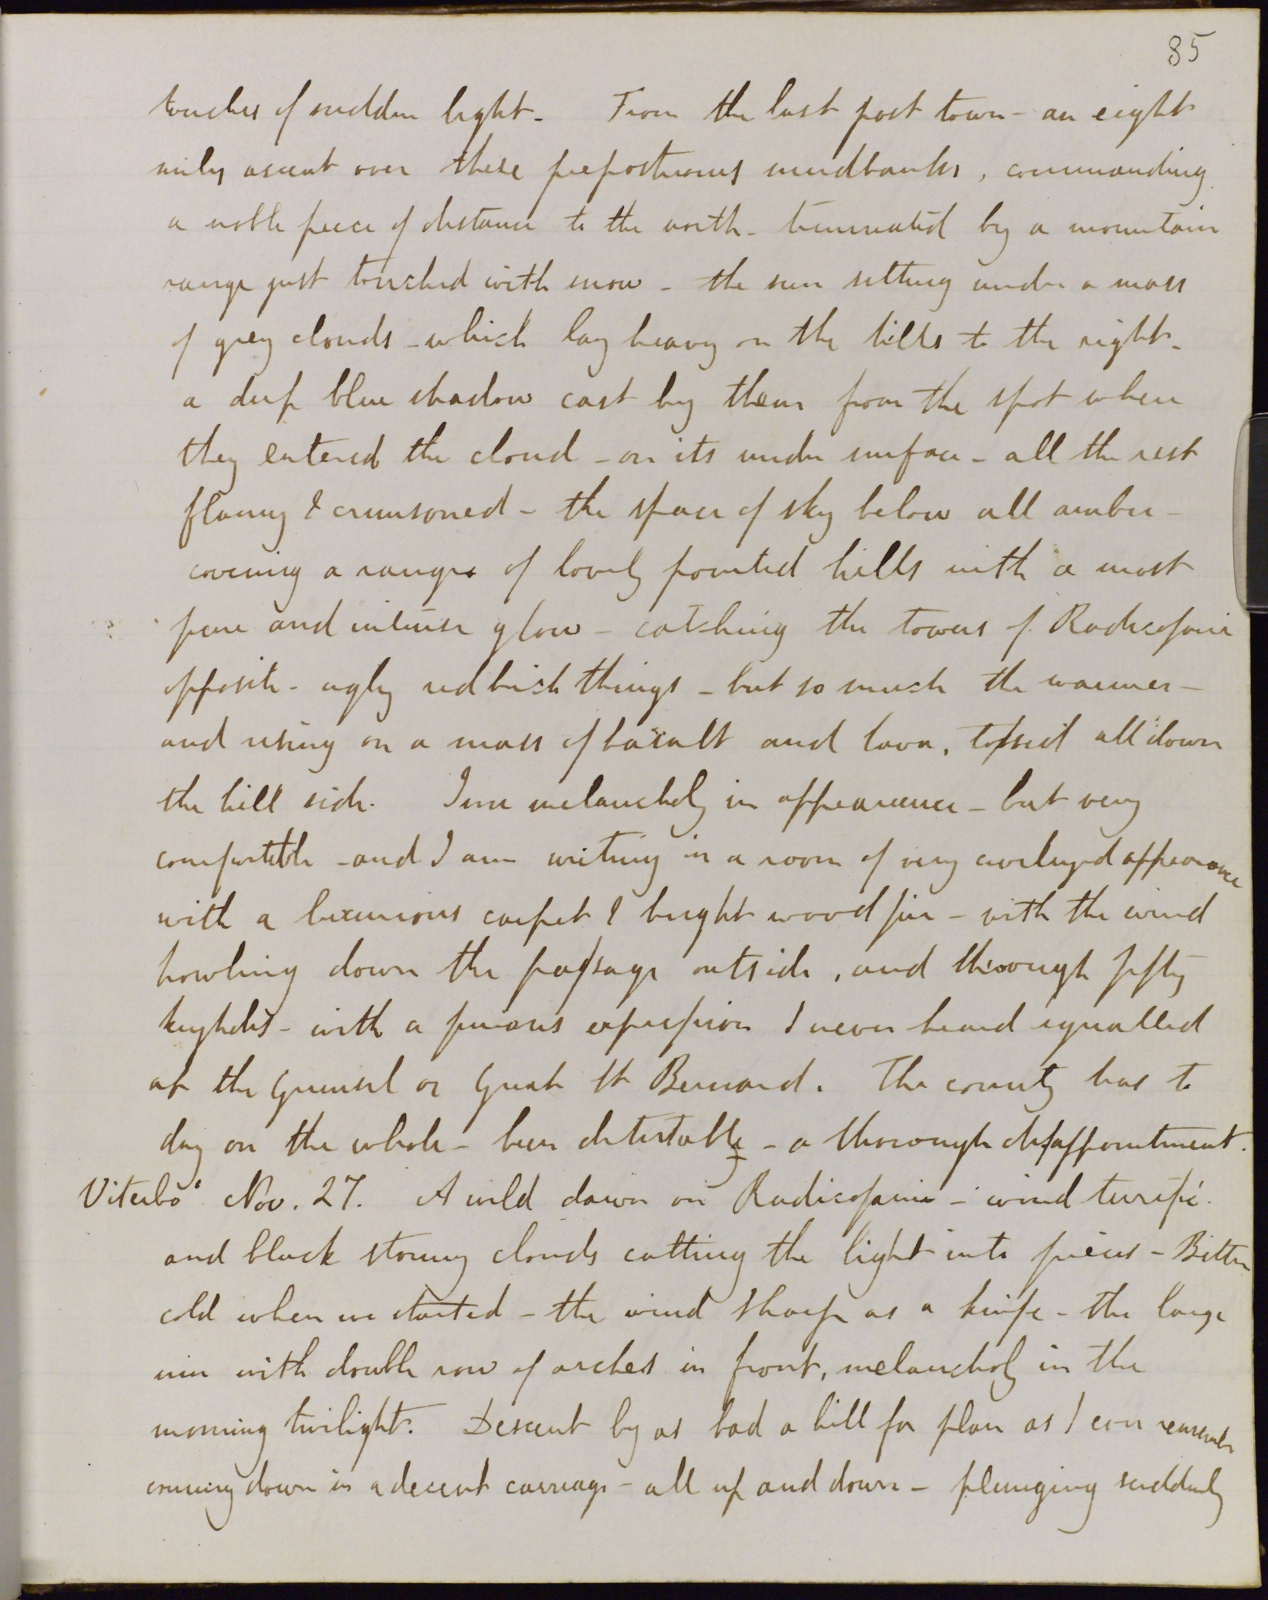 85
touches of sudden light. From the last post town - an eight
miles ascent over these preposterous mudbanks, commanding
a noble piece of distance to the north - terminated by a mountain
range just touched with snow - the sun setting under a mass
of grey clouds - which lay heavy on the hills to the right -
a deep blue shadow cast by them from the spot where
they entered the cloud - on its under surface - all the rest
flamy & crimsoned - the space of sky below all amber -
covering a range of lovely pointed hills with a most
pure and intense glow - catching the towers of Radicofani
opposite - ugly red brick things - but so much the warmer -
and rising on a mass of basalt and lava, tossed all down
the hill side. Inn melancholy in appearance - but very
comfortable - and I am writing in a room of very civilized appearance
with a luxurious carpet & bright wood fire - with the wind
howling down the passage outside, and through fifty
keyholes - with a furious expression I never heard equalled
at the Grimsel or Great St Bernard. The country has to
day on the whole - been detestable - a thorough disappointment.
Viterbo. Nov. 27. A wild dawn on Radicofani - wind terrific
and black stormy clouds cutting the light into pieces - Bitter
cold when we started - the wind sharp as a knife - the large
inn with double row of arches in front, melancholy in the
morning twilight. Descent by as bad a hill for plan as I ever remember
coming down in a decent carriage - all up and down - plunging suddenly